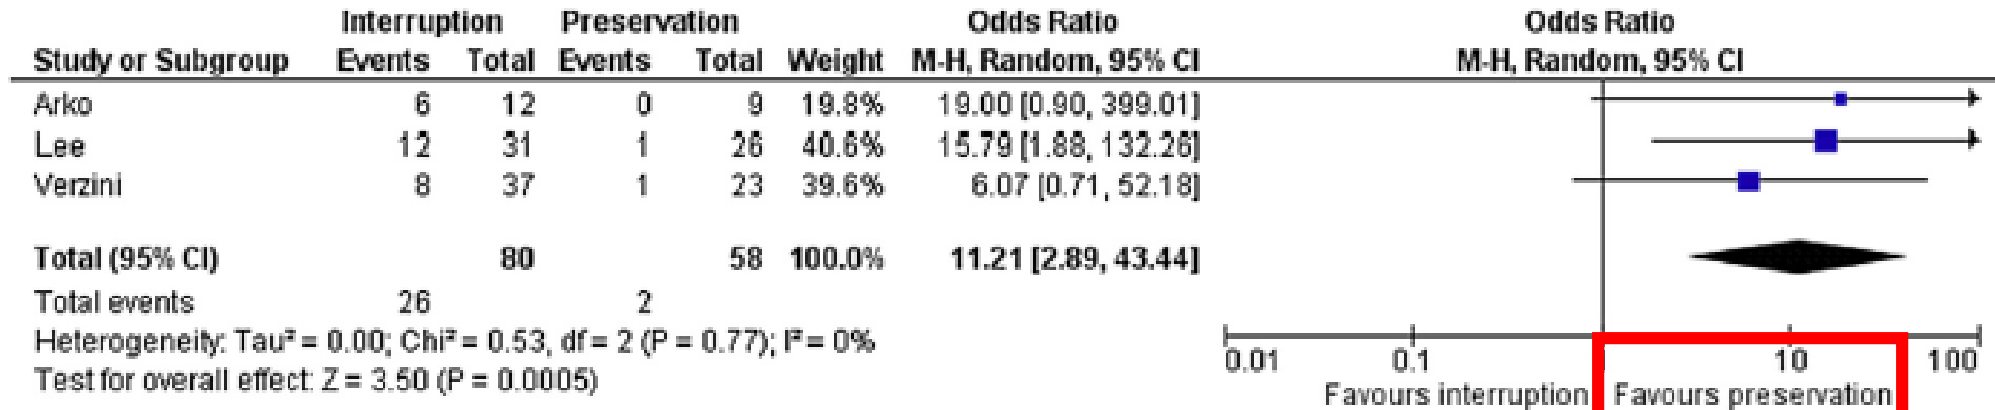 Interruption Preservation Odds Ratio Odds Ratio
Study or Subgroup Events Total Events Total Weight M-H, Random, 95% CI M-H, Random, 95% CI
Arko 6 12 0 9 19.8% 19.00 [0.90, 399.01]
Lee 12 31 1 26 40.6% 15.79 [1.88, 132.26]
Verzini 8 37 1 23 39.6% 6.07 [0.71, 52.18]
Total (95% CI) 80 58 100.0% 11.21 [2.89, 43.44]
Total events 26 2
Heterogeneity: Tau² = 0.00; Chi² = 0.53, df = 2 (P = 0.77); I² = 0%
Test for overall effect: Z = 3.50 (P = 0.0005)
0.01 0.1 10 100
Favours interruption Favours preservation